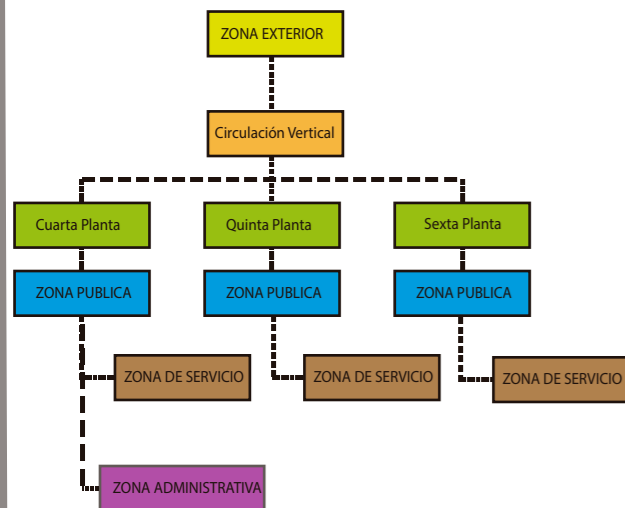 ZONA EXTERIOR
Circulación Vertical
Cuarta Planta
Quinta Planta
Sexta Planta
ZONA PUBLICA
ZONA PUBLICA
ZONA PUBLICA
ZONA DE SERVICIO
ZONA DE SERVICIO
ZONA DE SERVICIO
ZONA ADMINISTRATIVA